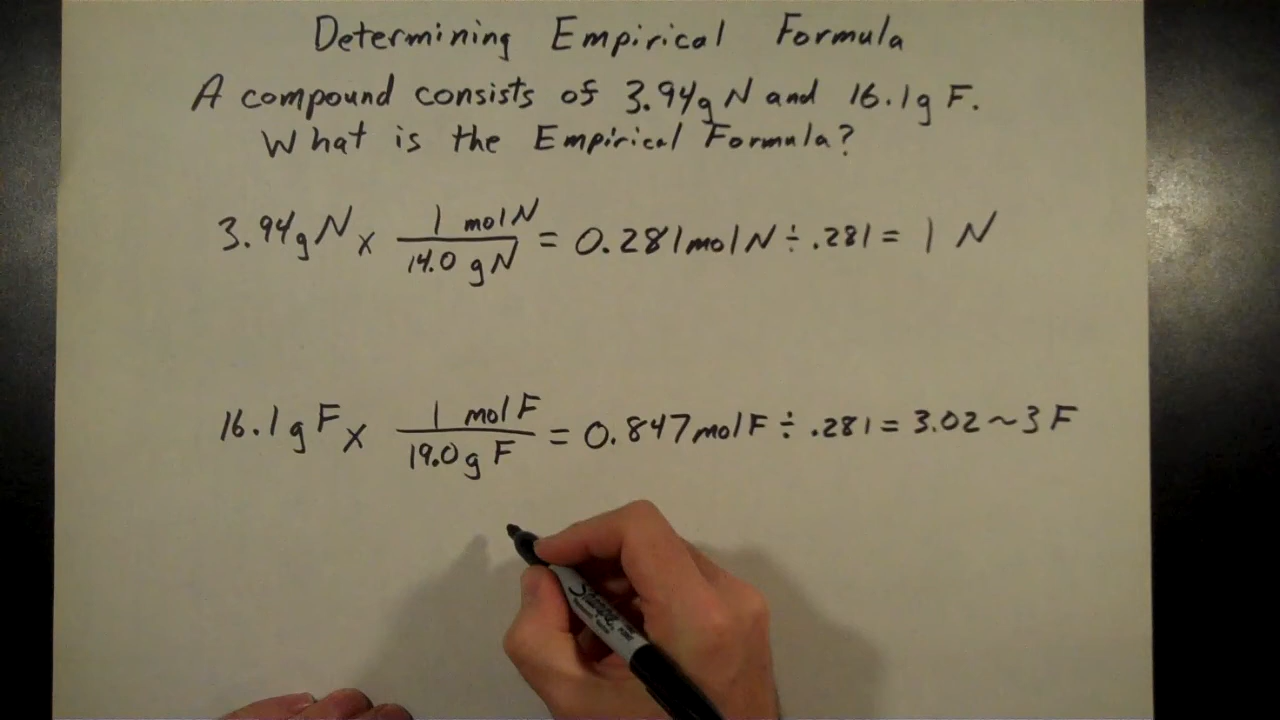 Determining Empirical Formula
A compound consists of 3.94g N and 16.1g F.
What is the Empirical Formula?
3.94g N x 1 mol N / 14.0 g N = 0.281 mol N ÷ .281 = 1 N
16.1 g F x 1 mol F / 19.0 g F = 0.847 mol F ÷ .281 = 3.02 ~ 3 F
Sharpie